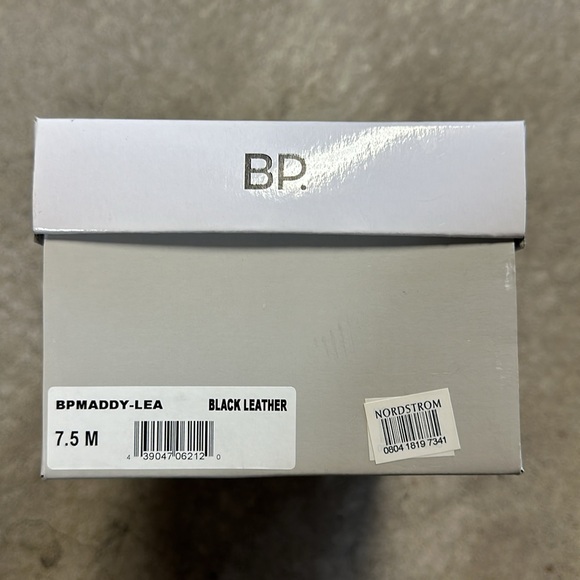 BP.
BPMADDY-LEA BLACK LEATHER
7.5 M
4 39047 06212 0
NORDSTROM
0804 1819 7341